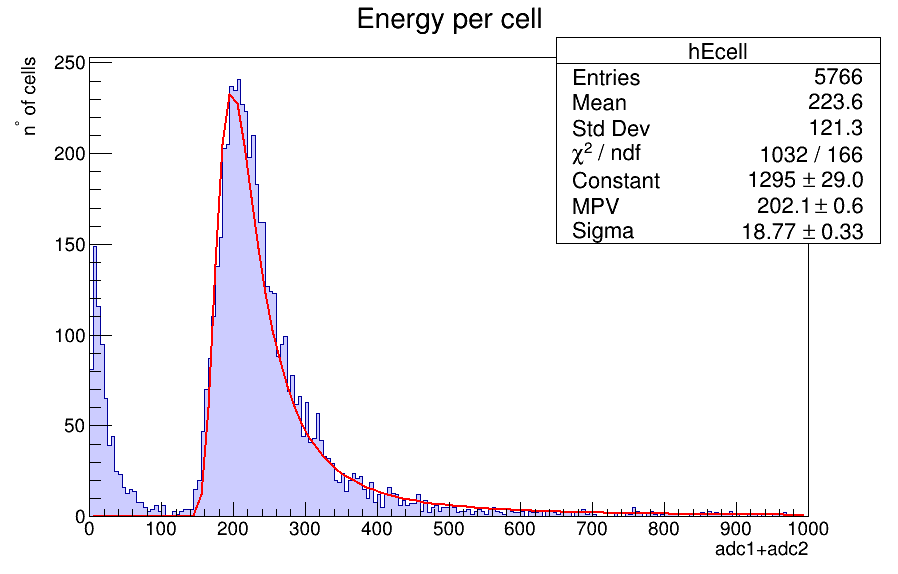 Energy per cell
hEcell
Entries 5766
Mean 223.6
Std Dev 121.3
χ² / ndf 1032 / 166
Constant 1295 ± 29.0
MPV 202.1 ± 0.6
Sigma 18.77 ± 0.33
n° of cells
250
200
150
100
50
0
0 100 200 300 400 500 600 700 800 900 1000
adc1+adc2